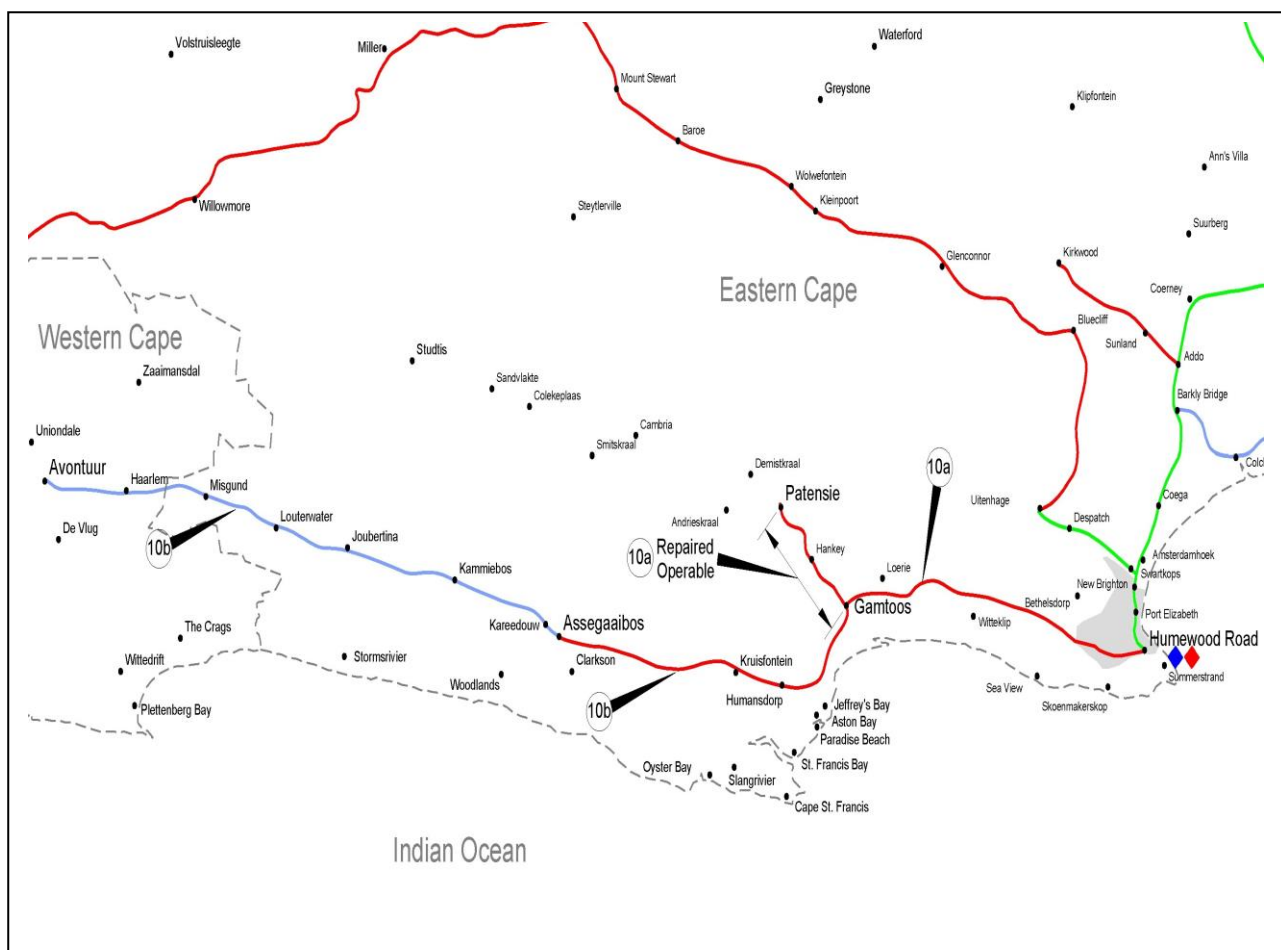 Volstruisleegte
Miller
Waterford
Mount Stewart
Greystone
Klipfontein
Baroe
Ann's Villa
Wolwefontein
Willowmore
Kleinpoort
Steytlerville
Suurberg
Glenconnor
Kirkwood
Eastern Cape
Coerney
Western Cape
Bluecliff
Sunland
Studtis
Addo
Zaaimansdal
Sandvlakte
Colekeplaas
Barkly Bridge
Uniondale
Cambria
Smitskraal
Colch
Avontuur
10a
Haarlem
Misgund
Demistkraal
Patensie
Uitenhage
Coega
Andrieskraal
De Vlug
Louterwater
Despatch
10b
Joubertina
10a
Repaired
Operable
Hankey
Amsterdamhoek
Swartkops
Kammiebos
Loerie
New Brighton
Bethelsdorp
Gamtoos
Port Elizabeth
Kareedouw
Assegaaibos
Witteklip
The Crags
Humewood Road
Wittedrift
Stormsrivier
Clarkson
Kruisfontein
Summerstrand
Woodlands
Humansdorp
Sea View
Skoenmakerskop
Plettenberg Bay
10b
Jeffrey's Bay
Aston Bay
Paradise Beach
St. Francis Bay
Oyster Bay
Slangrivier
Cape St. Francis
Indian Ocean